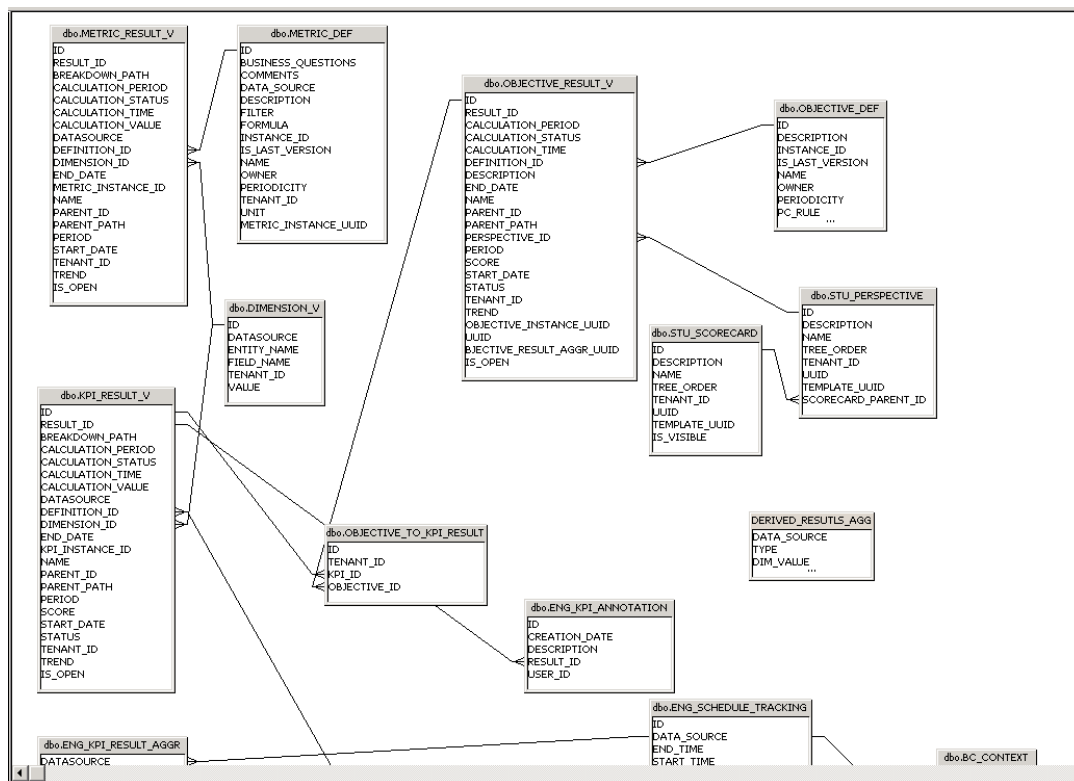 dbo.METRIC_RESULT_V
ID
RESULT_ID
BREAKDOWN_PATH
CALCULATION_PERIOD
CALCULATION_STATUS
CALCULATION_TIME
CALCULATION_VALUE
DATASOURCE
DEFINITION_ID
DIMENSION_ID
END_DATE
METRIC_INSTANCE_ID
NAME
PARENT_ID
PARENT_PATH
PERIOD
START_DATE
TENANT_ID
TREND
IS_OPEN
dbo.METRIC_DEF
ID
BUSINESS_QUESTIONS
COMMENTS
DATA_SOURCE
DESCRIPTION
FILTER
FORMULA
INSTANCE_ID
IS_LAST_VERSION
NAME
OWNER
PERIODICITY
TENANT_ID
UNIT
METRIC_INSTANCE_UUID
dbo.OBJECTIVE_RESULT_V
ID
RESULT_ID
CALCULATION_PERIOD
CALCULATION_STATUS
CALCULATION_TIME
DEFINITION_ID
DESCRIPTION
END_DATE
NAME
PARENT_ID
PARENT_PATH
PERSPECTIVE_ID
PERIOD
SCORE
START_DATE
STATUS
TENANT_ID
TREND
OBJECTIVE_INSTANCE_UUID
UUID
BJECTIVE_RESULT_AGGR_UUID
IS_OPEN
dbo.OBJECTIVE_DEF
ID
DESCRIPTION
INSTANCE_ID
IS_LAST_VERSION
NAME
OWNER
PERIODICITY
PC_RULE
...
dbo.DIMENSION_V
ID
DATASOURCE
ENTITY_NAME
FIELD_NAME
TENANT_ID
VALUE
dbo.STU_SCORECARD
ID
DESCRIPTION
NAME
TREE_ORDER
TENANT_ID
UUID
TEMPLATE_UUID
IS_VISIBLE
dbo.STU_PERSPECTIVE
ID
DESCRIPTION
NAME
TREE_ORDER
TENANT_ID
UUID
TEMPLATE_UUID
SCORECARD_PARENT_ID
dbo.KPI_RESULT_V
ID
RESULT_ID
BREAKDOWN_PATH
CALCULATION_PERIOD
CALCULATION_STATUS
CALCULATION_TIME
CALCULATION_VALUE
DATASOURCE
DEFINITION_ID
DIMENSION_ID
END_DATE
KPI_INSTANCE_ID
NAME
PARENT_ID
PARENT_PATH
PERIOD
SCORE
START_DATE
STATUS
TENANT_ID
TREND
IS_OPEN
dbo.OBJECTIVE_TO_KPI_RESULT
ID
TENANT_ID
KPI_ID
OBJECTIVE_ID
DERIVED_RESUTLS_AGG
DATA_SOURCE
TYPE
DIM_VALUE
...
dbo.ENG_KPI_ANNOTATION
ID
CREATION_DATE
DESCRIPTION
RESULT_ID
USER_ID
dbo.ENG_KPI_RESULT_AGGR
DATASOURCE
dbo.ENG_SCHEDULE_TRACKING
ID
DATA_SOURCE
END_TIME
START_TIME
dbo.BC_CONTEXT